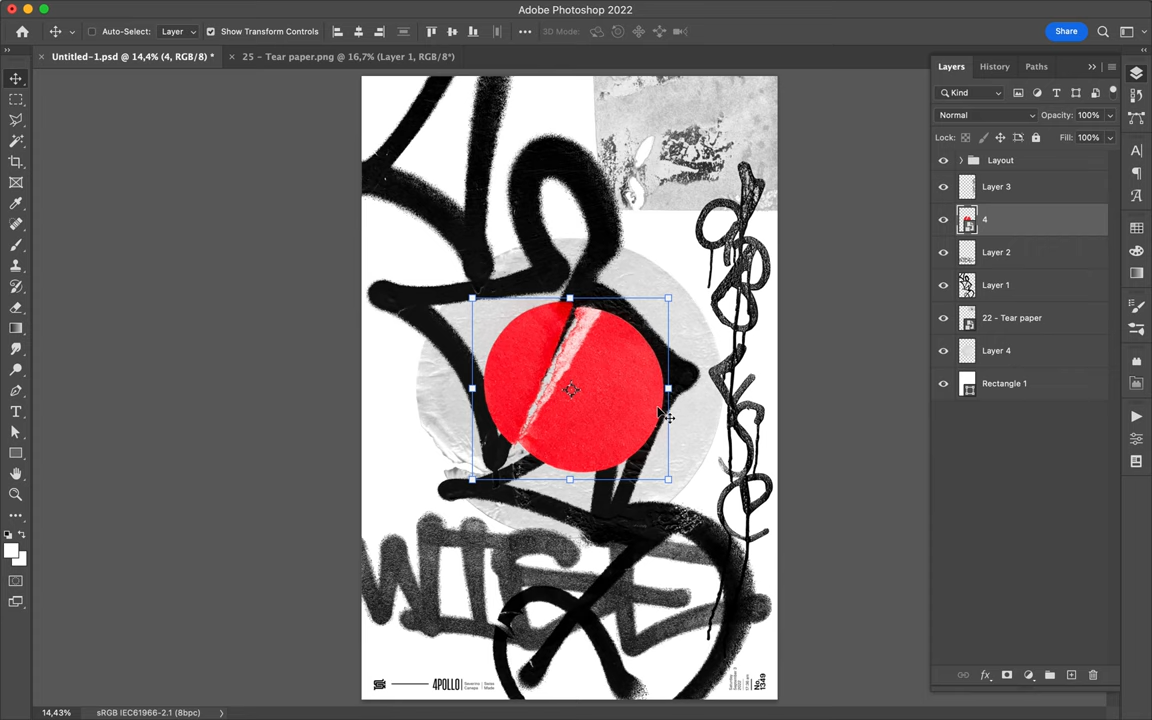 Adobe Photoshop 2022
Auto-Select: Layer Show Transform Controls 3D Mode: Share
Untitled-1.psd @ 14,4% (4, RGB/8) * 25 - Tear paper.png @ 16,7% (Layer 1, RGB/8*)
Layers History Paths
Kind
Normal Opacity: 100%
Lock: Fill: 100%
Layout
Layer 3
4
Layer 2
Layer 1
22 - Tear paper
Layer 4
Rectangle 1
4POLLO
No. 1349
14,43% sRGB IEC61966-2.1 (8bpc)